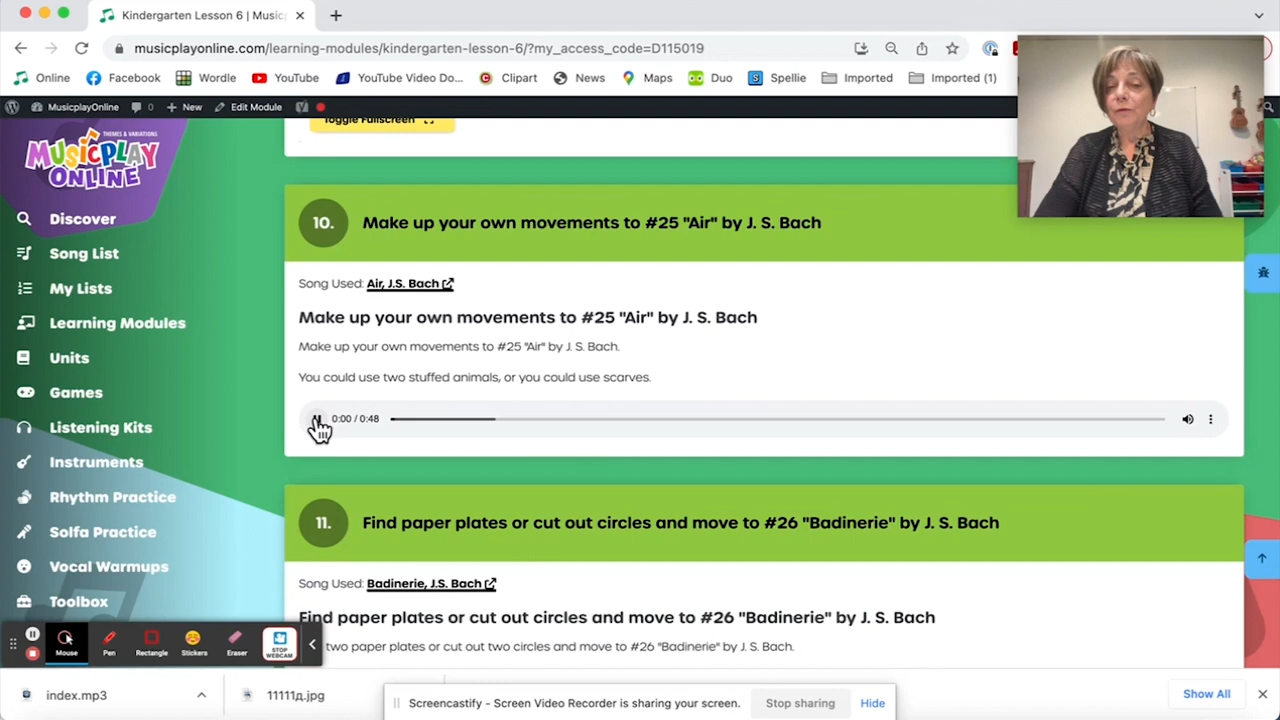 Kindergarten Lesson 6 | Music
musicplayonline.com/learning-modules/kindergarten-lesson-6/?my_access_code=D115019
Online
Facebook
Wordle
YouTube
YouTube Video Do...
Clipart
News
Maps
Duo
Spellie
Imported
Imported (1)
MusicplayOnline
0
New
Edit Module
THEMES & VARIATIONS
MUSICPLAY
ONLINE
Discover
Song List
My Lists
Learning Modules
Units
Games
Listening Kits
Instruments
Rhythm Practice
Solfa Practice
Vocal Warmups
Toolbox
Toggle Fullscreen
10.
Make up your own movements to #25 "Air" by J. S. Bach
Song Used: Air, J.S. Bach
Make up your own movements to #25 "Air" by J. S. Bach
Make up your own movements to #25 "Air" by J. S. Bach.
You could use two stuffed animals, or you could use scarves.
0:00 / 0:48
11.
Find paper plates or cut out circles and move to #26 "Badinerie" by J. S. Bach
Song Used: Badinerie, J.S. Bach
Find paper plates or cut out circles and move to #26 "Badinerie" by J. S. Bach
two paper plates or cut out two circles and move to #26 "Badinerie" by J. S. Bach.
Mouse
Pen
Rectangle
Stickers
Eraser
STOP
WEBCAM
index.mp3
11111д.jpg
Screencastify - Screen Video Recorder is sharing your screen.
Stop sharing
Hide
Show All